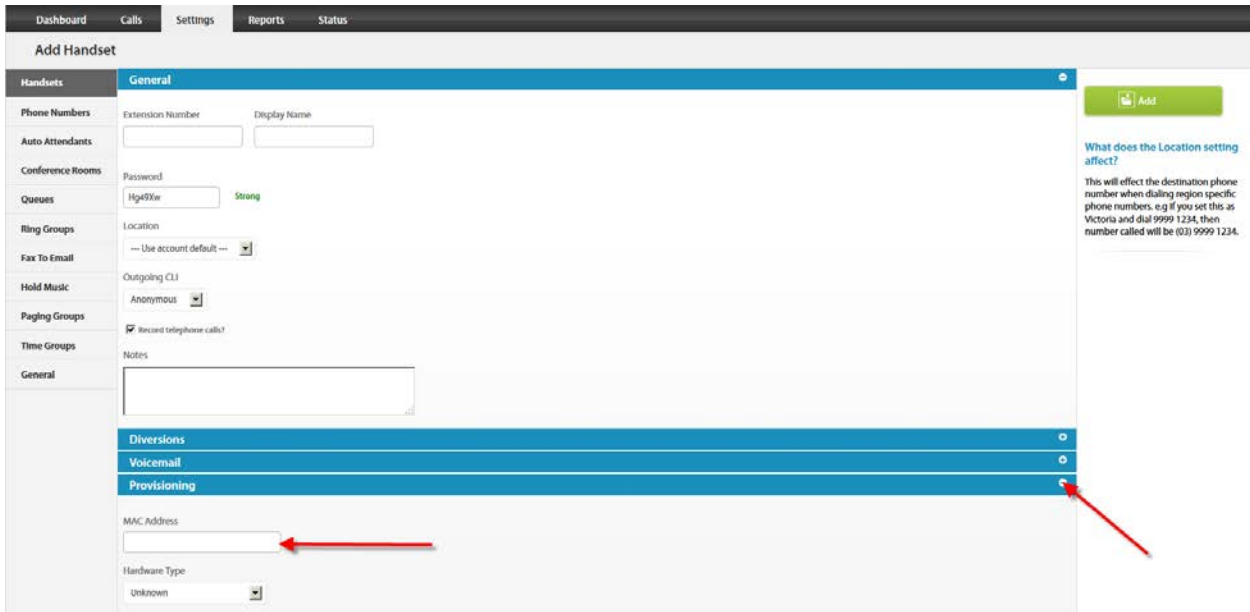 Dashboard Calls Settings Reports Status
Add Handset
Handsets
Phone Numbers
Auto Attendants
Conference Rooms
Queues
Ring Groups
Fax To Email
Hold Music
Paging Groups
Time Groups
General
General
Extension Number Display Name
Password
Hg49Xw Strong
Location
--- Use account default ---
Outgoing CLI
Anonymous
Record telephone calls?
Notes
Diversions
Voicemail
Provisioning
MAC Address
Hardware Type
Unknown
Add
What does the Location setting
affect?
This will effect the destination phone
number when dialing region specific
phone numbers. e.g if you set this as
Victoria and dial 9999 1234, then
number called will be (03) 9999 1234.